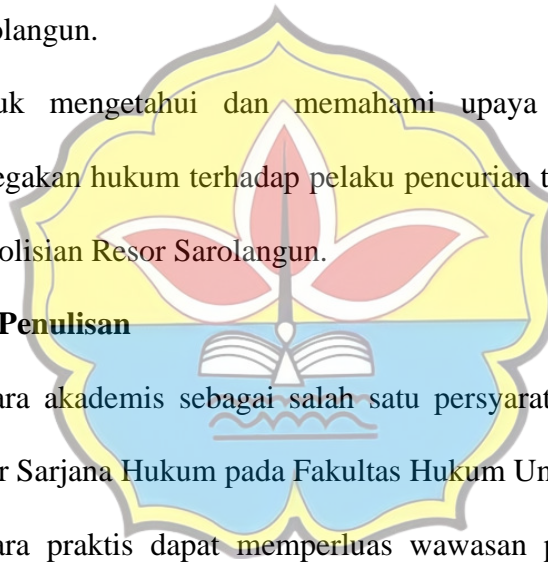 olangun.
uk mengetahui dan memahami upaya
egakan hukum terhadap pelaku pencurian t
olisian Resor Sarolangun.
Penulisan
ara akademis sebagai salah satu persyarat
r Sarjana Hukum pada Fakultas Hukum Un
ara praktis dapat memperluas wawasan p